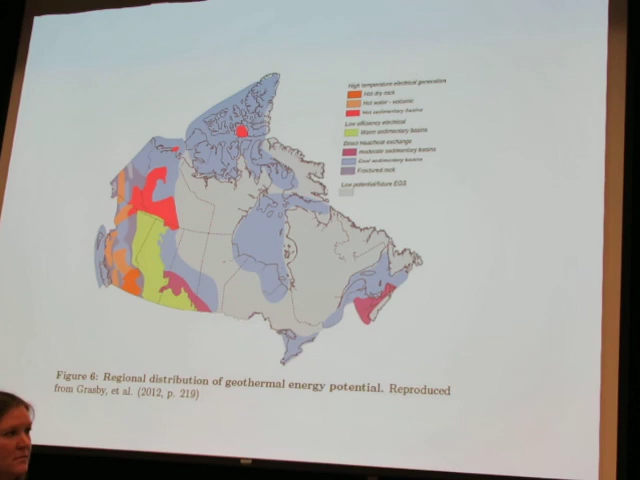 High temperature electrical generation
Hot dry rock
Hot water - volcanic
Hot sedimentary basins
Low efficiency electrical
Warm sedimentary basins
Direct heat/heat exchange
moderate sedimentary basins
Cool sedimentary basins
Fractured rock
Low potential/future EGS
Figure 6: Regional distribution of geothermal energy potential. Reproduced
from Grasby, et al. (2012, p. 219)